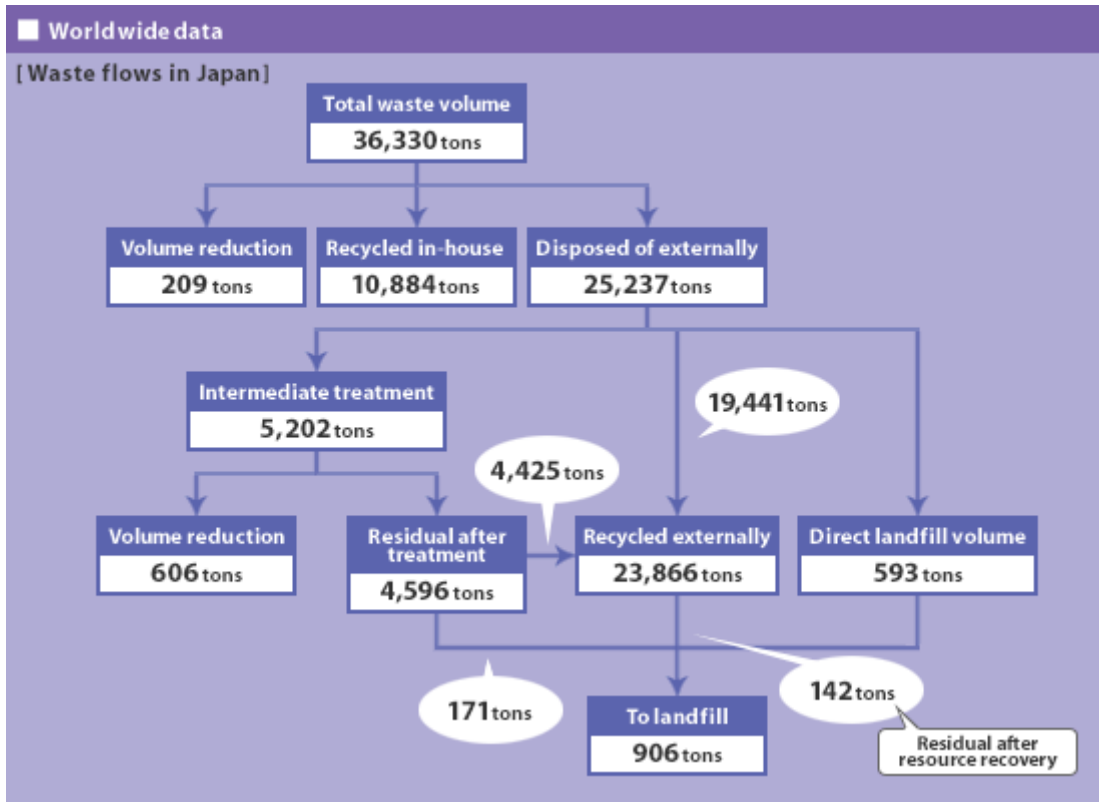 Worldwide data
[Waste flows in Japan]
Total waste volume
36,330 tons
Volume reduction
209 tons
Recycled in-house
10,884 tons
Disposed of externally
25,237 tons
Intermediate treatment
5,202 tons
19,441 tons
4,425 tons
Volume reduction
606 tons
Residual after
treatment
4,596 tons
Recycled externally
23,866 tons
Direct landfill volume
593 tons
171 tons
142 tons
To landfill
906 tons
Residual after
resource recovery